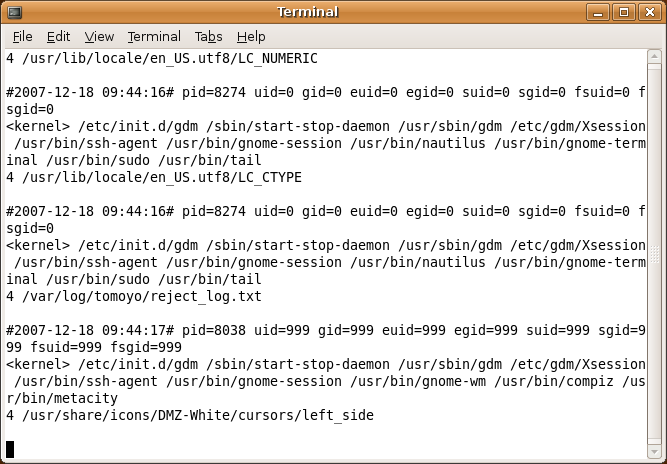 Terminal
File Edit View Terminal Tabs Help
4 /usr/lib/locale/en_US.utf8/LC_NUMERIC
#2007-12-18 09:44:16# pid=8274 uid=0 gid=0 euid=0 egid=0 suid=0 sgid=0 fsuid=0 f
sgid=0
<kernel> /etc/init.d/gdm /sbin/start-stop-daemon /usr/sbin/gdm /etc/gdm/Xsession
/usr/bin/ssh-agent /usr/bin/gnome-session /usr/bin/nautilus /usr/bin/gnome-term
inal /usr/bin/sudo /usr/bin/tail
4 /usr/lib/locale/en_US.utf8/LC_CTYPE
#2007-12-18 09:44:16# pid=8274 uid=0 gid=0 euid=0 egid=0 suid=0 sgid=0 fsuid=0 f
sgid=0
<kernel> /etc/init.d/gdm /sbin/start-stop-daemon /usr/sbin/gdm /etc/gdm/Xsession
/usr/bin/ssh-agent /usr/bin/gnome-session /usr/bin/nautilus /usr/bin/gnome-term
inal /usr/bin/sudo /usr/bin/tail
4 /var/log/tomoyo/reject_log.txt
#2007-12-18 09:44:17# pid=8038 uid=999 gid=999 euid=999 egid=999 suid=999 sgid=9
99 fsuid=999 fsgid=999
<kernel> /etc/init.d/gdm /sbin/start-stop-daemon /usr/sbin/gdm /etc/gdm/Xsession
/usr/bin/ssh-agent /usr/bin/gnome-session /usr/bin/gnome-wm /usr/bin/compiz /us
r/bin/metacity
4 /usr/share/icons/DMZ-White/cursors/left_side